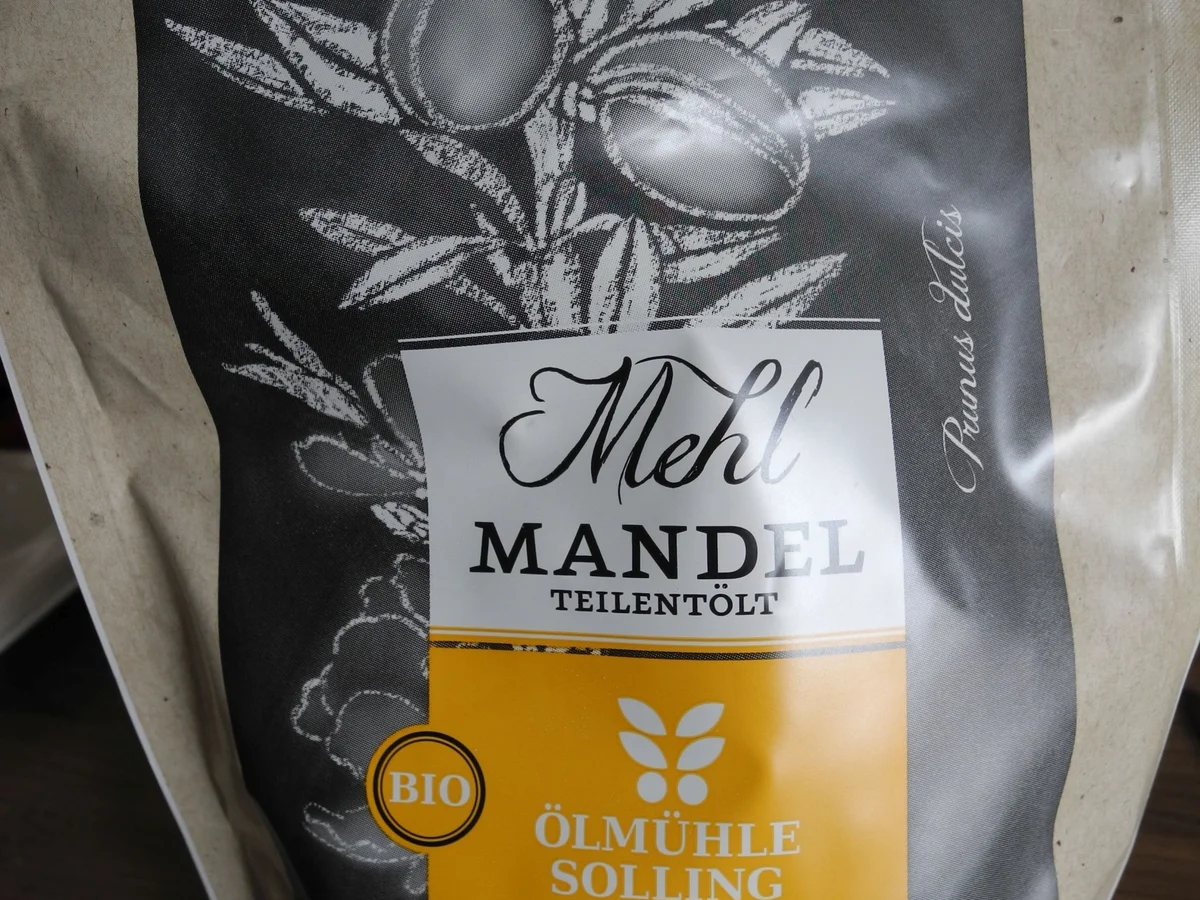 Prunus dulcis
Mehl
MANDEL
TEILENTÖLT
BIO
ÖLMÜHLE
SOLLING